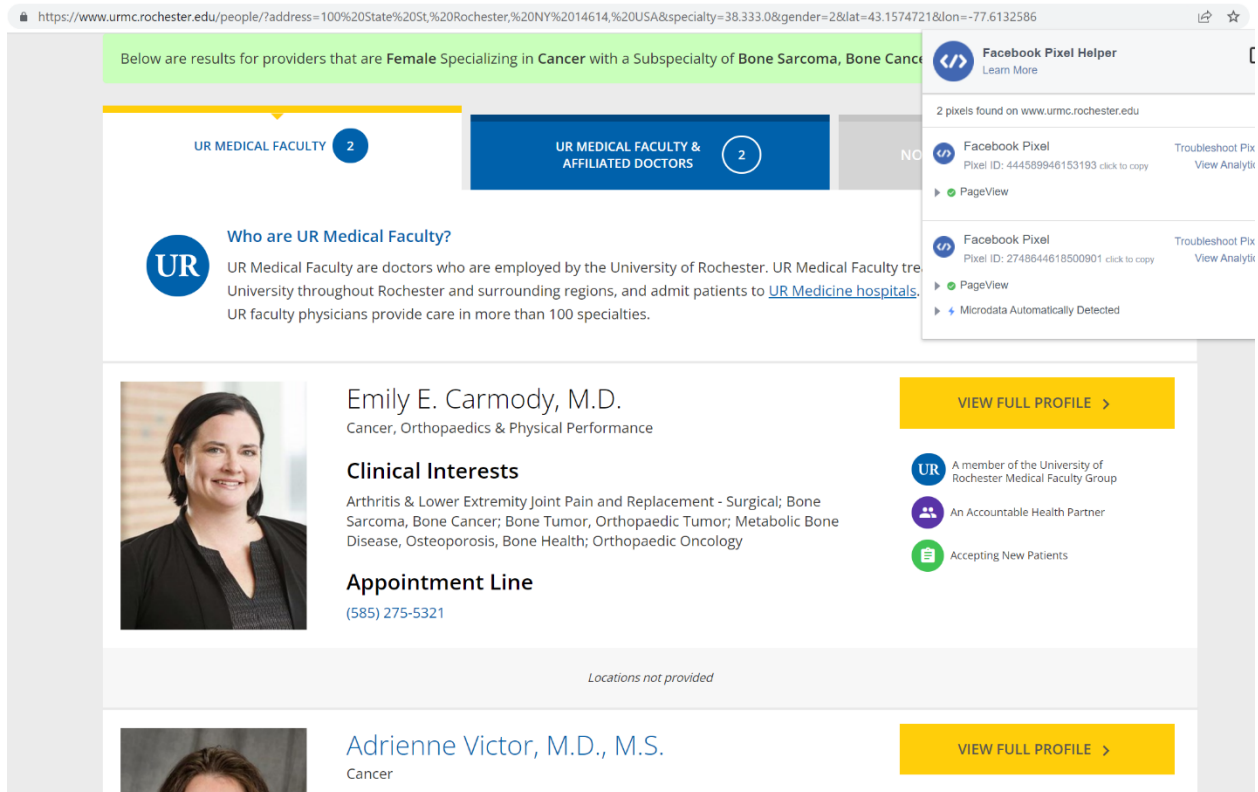 https://www.urmc.rochester.edu/people/?address=100%20State%20St,%20Rochester,%20NY%2014614,%20USA&specialty=38.333.0&gender=2&lat=43.1574721&lon=-77.6132586
Below are results for providers that are Female Specializing in Cancer with a Subspecialty of Bone Sarcoma, Bone
Facebook Pixel Helper
Learn More
2 pixels found on www.urmc.rochester.edu
Facebook Pixel
Troubleshoot
Pixel ID: 444589946153193 click to copy
View
PageView
Facebook Pixel
Troubleshoot
Pixel ID: 2748644618500901 click to copy
View
PageView
Microdata Automatically Detected
UR MEDICAL FACULTY 2
UR MEDICAL FACULTY &
AFFILIATED DOCTORS
2
Who are UR Medical Faculty?
UR
UR Medical Faculty are doctors who are employed by the University of Rochester. UR Medical Faculty
University throughout Rochester and surrounding regions, and admit patients to UR Medicine hospitals.
UR faculty physicians provide care in more than 100 specialties.
Emily E. Carmody, M.D.
Cancer, Orthopaedics & Physical Performance
Clinical Interests
Arthritis & Lower Extremity Joint Pain and Replacement - Surgical; Bone
Sarcoma, Bone Cancer; Bone Tumor, Orthopaedic Tumor; Metabolic Bone
Disease, Osteoporosis, Bone Health; Orthopaedic Oncology
Appointment Line
(585) 275-5321
VIEW FULL PROFILE >
UR
A member of the University of
Rochester Medical Faculty Group
An Accountable Health Partner
Accepting New Patients
Locations not provided
Adrienne Victor, M.D., M.S.
Cancer
VIEW FULL PROFILE >